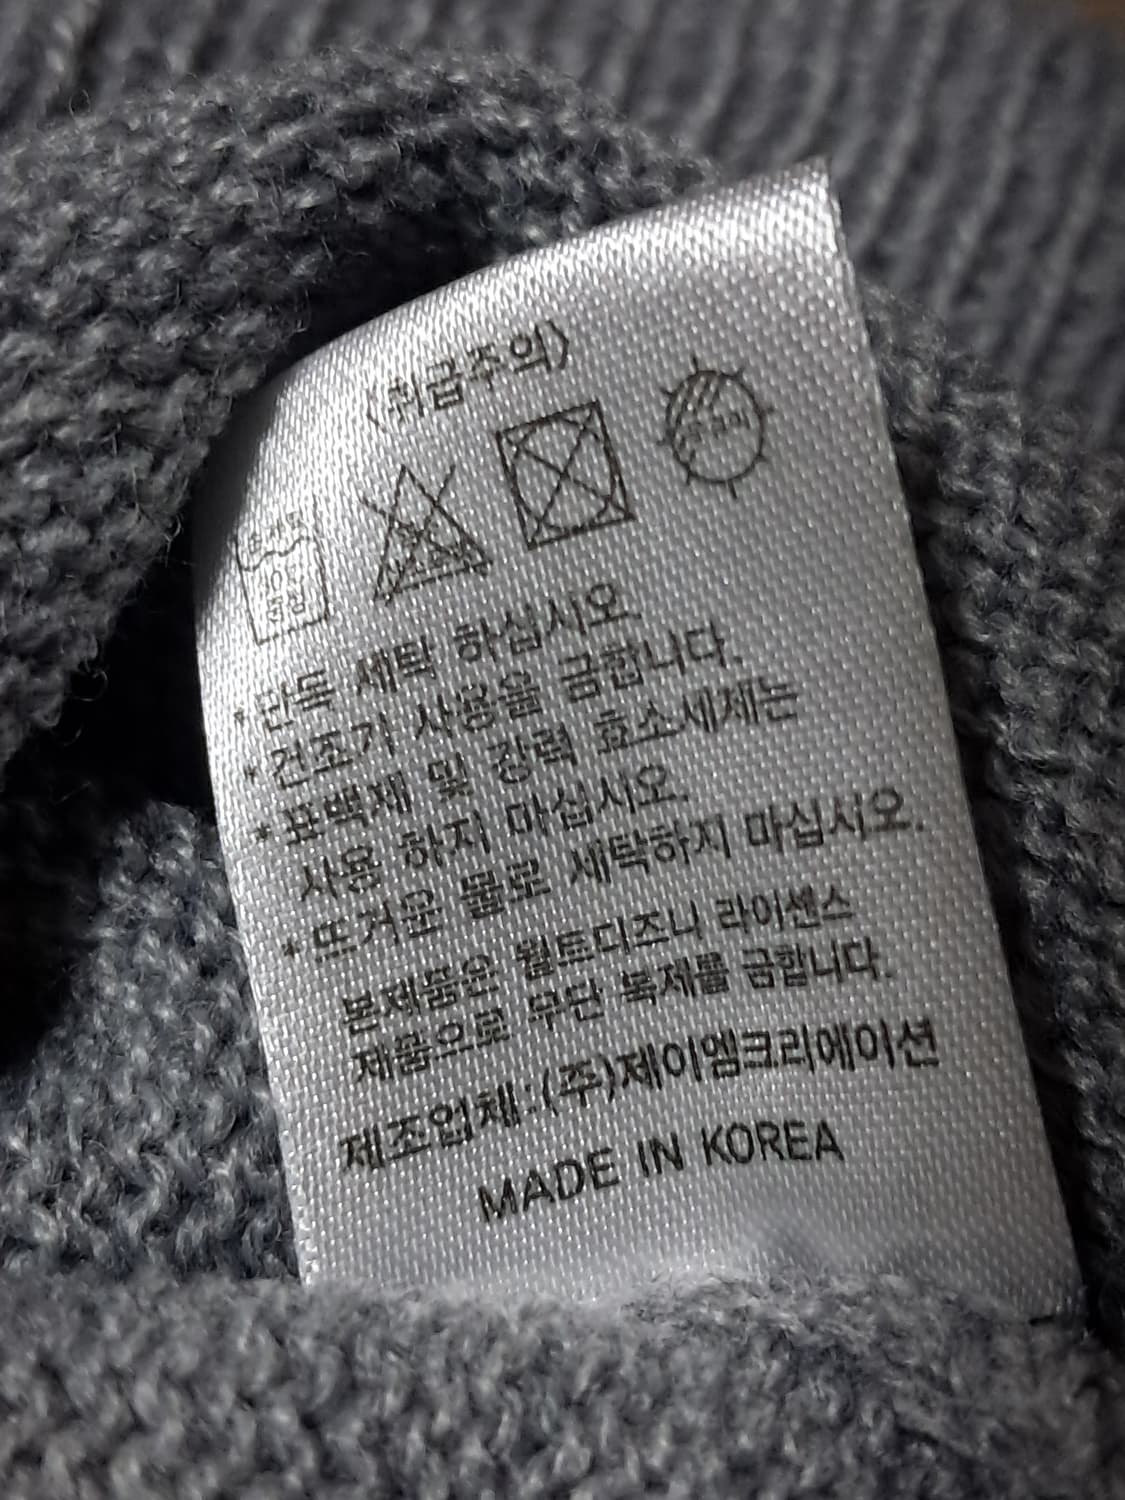 <취급주의>
* 단독 세탁 하십시오
* 건조기 사용을 금합니다.
* 표백제 및 강력 효소세제는
사용 하지 마십시오.
* 뜨거운 물로 세탁하지 마십시오.
본제품은 월트디즈니 라이센스
제품으로 무단 복제를 금합니다.
제조업체:(주)제이엠크리에이션
MADE IN KOREA